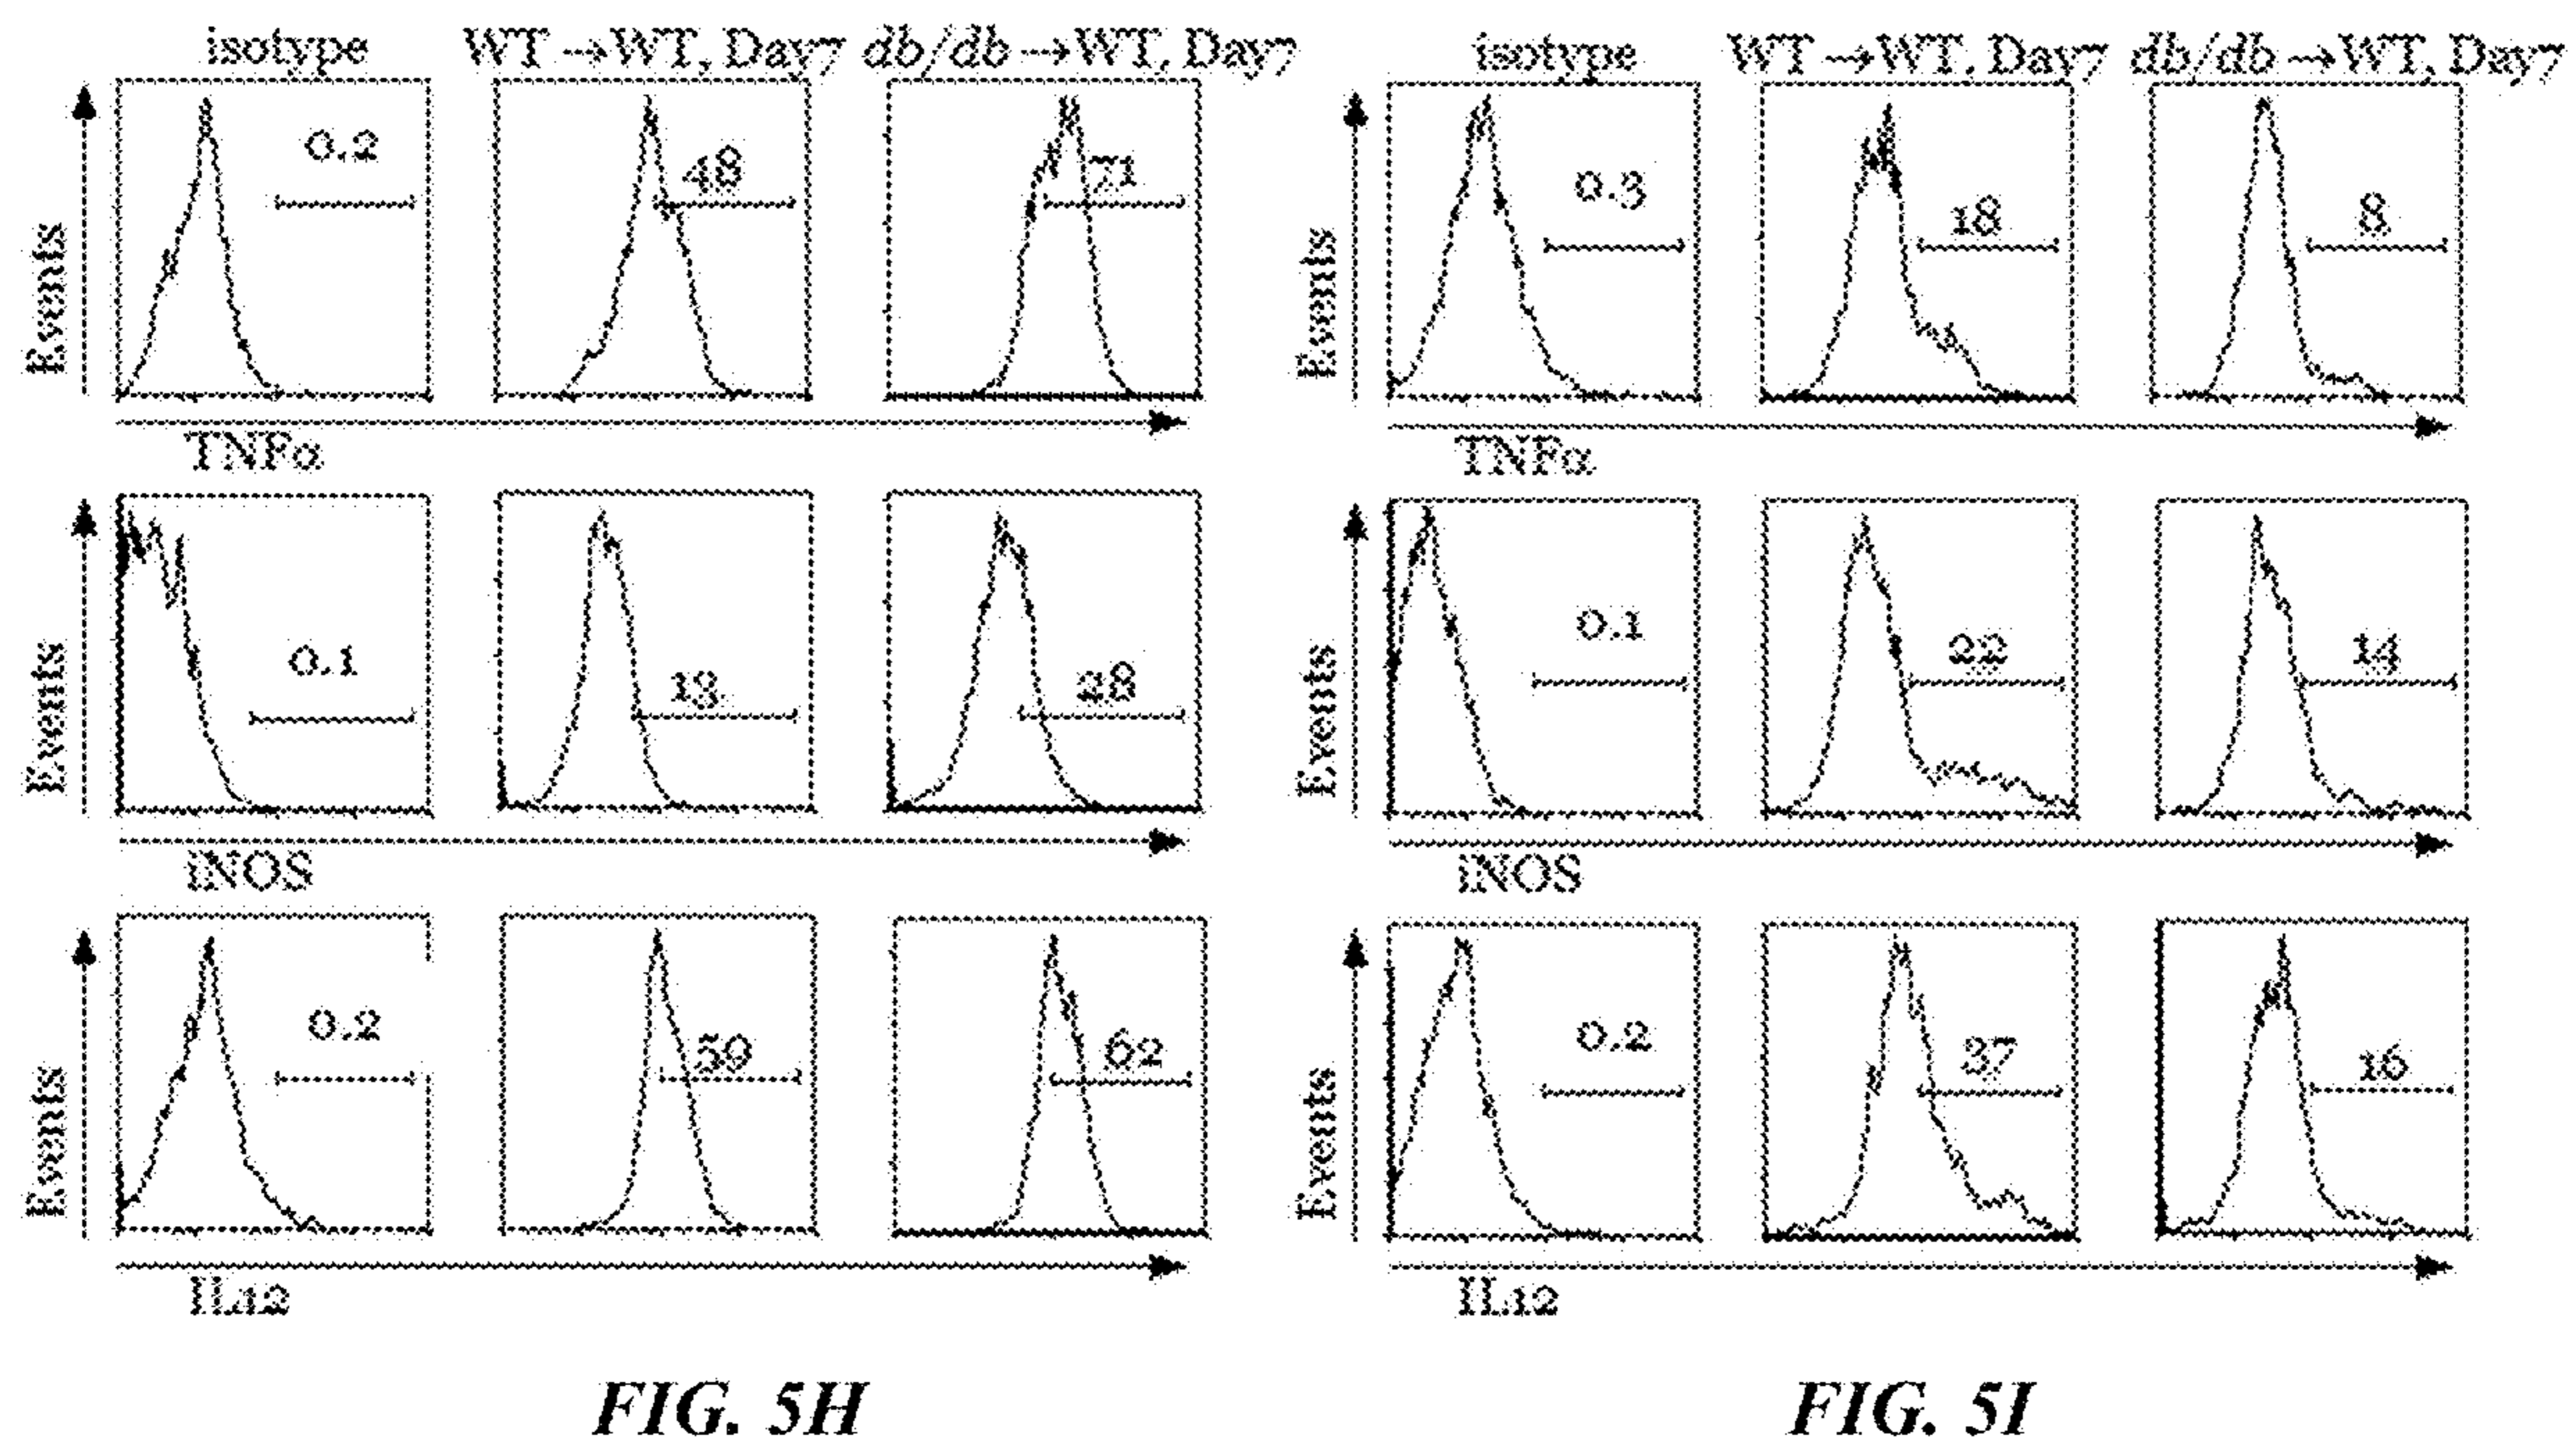 isotype WT→WT, Day7 db/db→WT, Day7
Events
0.2 48 71
TNFα
Events
0.1 13 28
iNOS
Events
0.2 50 62
IL12
FIG. 5H
isotype WT→WT, Day7 db/db→WT, Day7
Events
0.3 18 8
TNFα
Events
0.1 22 14
iNOS
Events
0.2 37 16
IL12
FIG. 5I